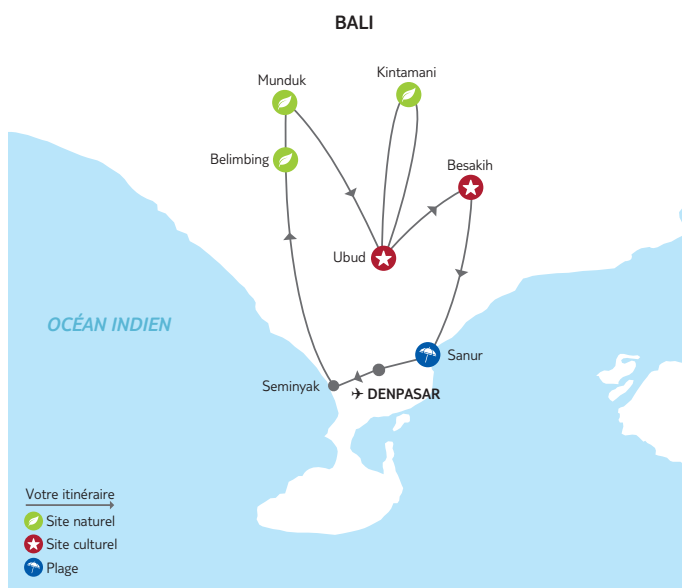 BALI
Munduk
Kintamani
Belimbing
Besakih
Ubud
OCÉAN INDIEN
Sanur
Seminyak
DENPASAR
Votre itinéraire
Site naturel
Site culturel
Plage